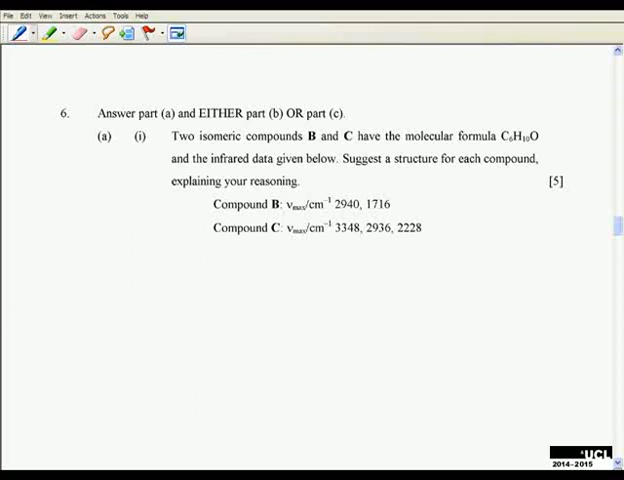 File Edit View Insert Actions Tools Help
6. Answer part (a) and EITHER part (b) OR part (c).
(a) (i) Two isomeric compounds B and C have the molecular formula C₆H₁₀O
and the infrared data given below. Suggest a structure for each compound,
explaining your reasoning. [5]
Compound B: νmax/cm⁻¹ 2940, 1716
Compound C: νmax/cm⁻¹ 3348, 2936, 2228
UCL
2014-2015